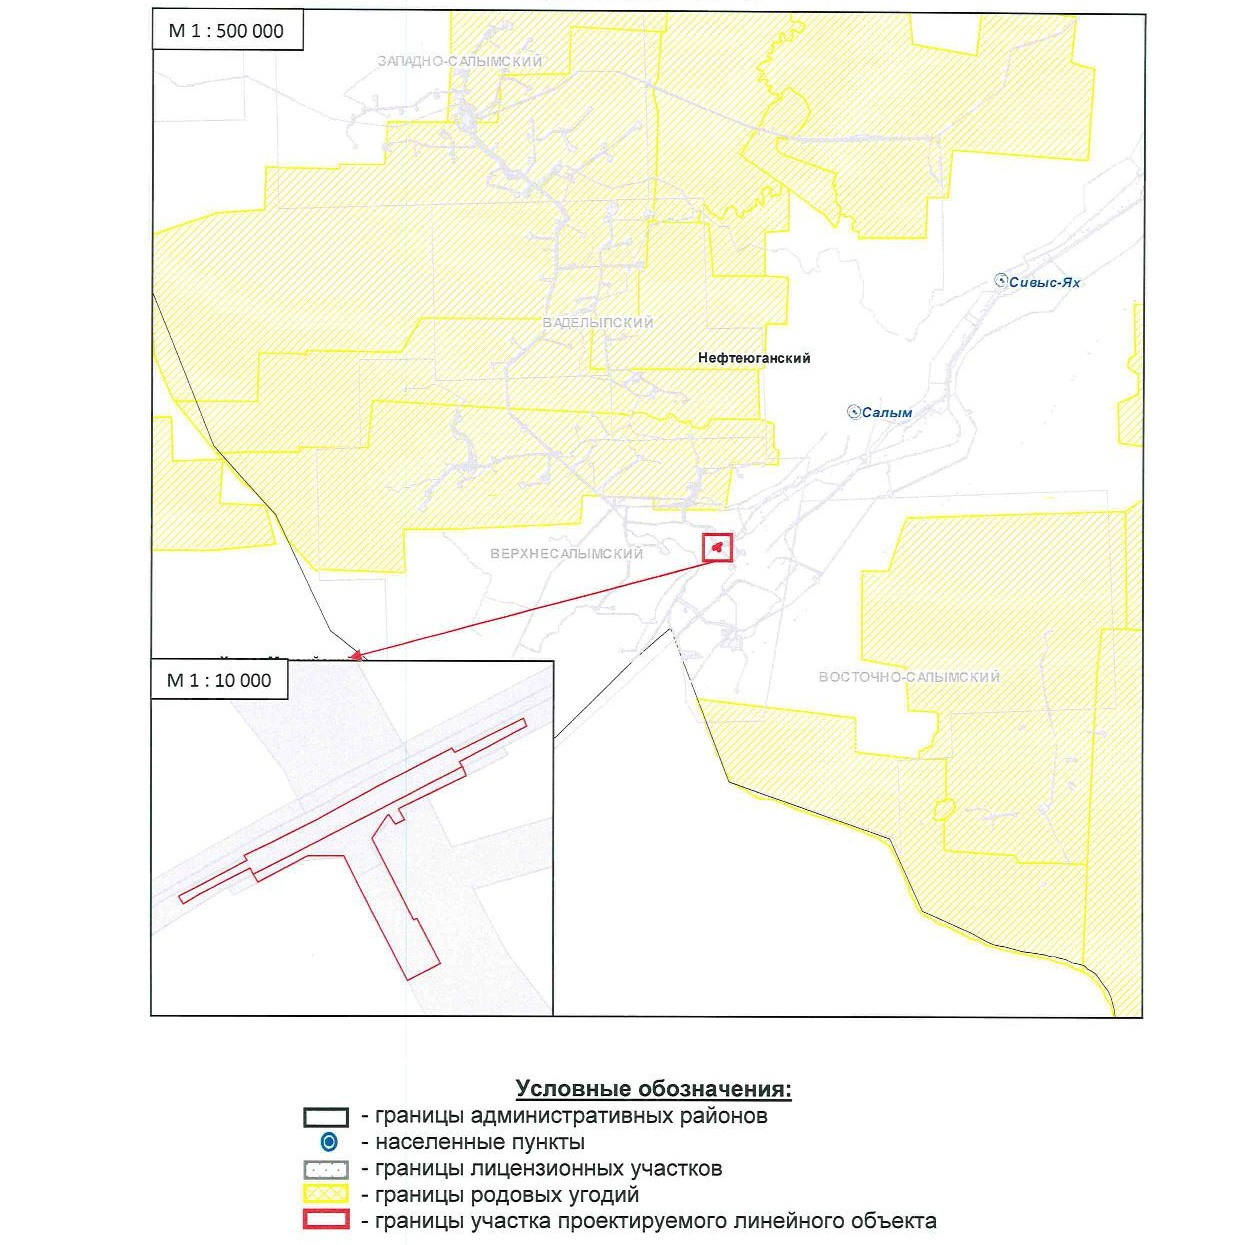 М 1 : 500 000
ЗАПАДНО-САЛЫМСКИЙ
Сивыс-Ях
ВАДЕЛЫПСКИЙ
Нефтеюганский
Салым
ВЕРХНЕСАЛЫМСКИЙ
ВОСТОЧНО-САЛЫМСКИЙ
М 1 : 10 000
Условные обозначения:
- границы административных районов
- населенные пункты
- границы лицензионных участков
- границы родовых угодий
- границы участка проектируемого линейного объекта